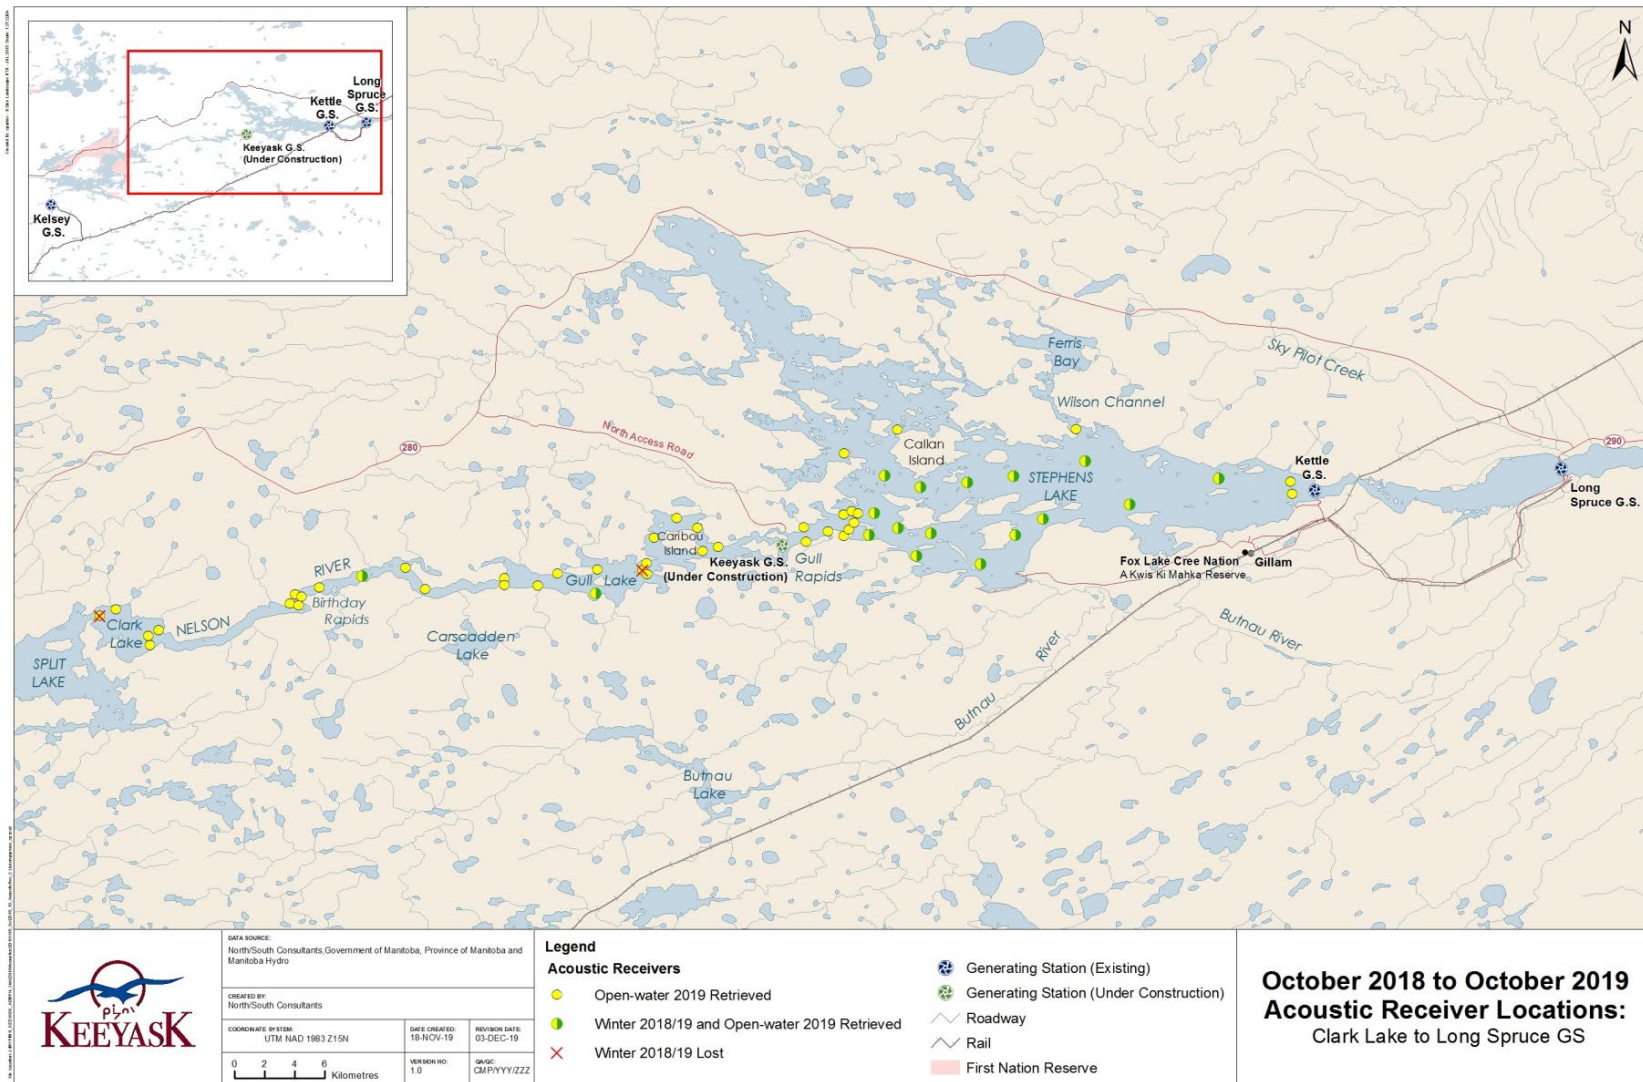 N
Long
Spruce
G.S.
Kettle
G.S.
Keeyask G.S.
(Under Construction)
Kelsey
G.S.
Ferris
Bay
Sky Pilot Creek
Wilson Channel
North Access Road
280
290
Callan
Island
STEPHENS
LAKE
Kettle
G.S.
Long
Spruce G.S.
Caribou
Island
Keeyask G.S.
(Under Construction)
Gull
Rapids
Fox Lake Cree Nation
A Kwis Ki Mahka Reserve
Gillam
Gull Lake
RIVER
Birthday
Rapids
NELSON
Clark
Lake
SPLIT
LAKE
Carscadden
Lake
Butnau River
River
Butnau
Butnau
Lake
KEEYASK
DATA SOURCE:
North/South Consultants,Government of Manitoba, Province of Manitoba and
Manitoba Hydro
CREATED BY:
North/South Consultants
COORDINATE SYSTEM:
UTM NAD 1983 Z15N
DATE CREATED:
18-NOV-19
REVISION DATE:
03-DEC-19
0 2 4 6
Kilometres
VERSION NO:
1.0
QA/QC:
CMP/YYY/ZZZ
Legend
Acoustic Receivers
Open-water 2019 Retrieved
Winter 2018/19 and Open-water 2019 Retrieved
Winter 2018/19 Lost
Generating Station (Existing)
Generating Station (Under Construction)
Roadway
Rail
First Nation Reserve
October 2018 to October 2019
Acoustic Receiver Locations:
Clark Lake to Long Spruce GS